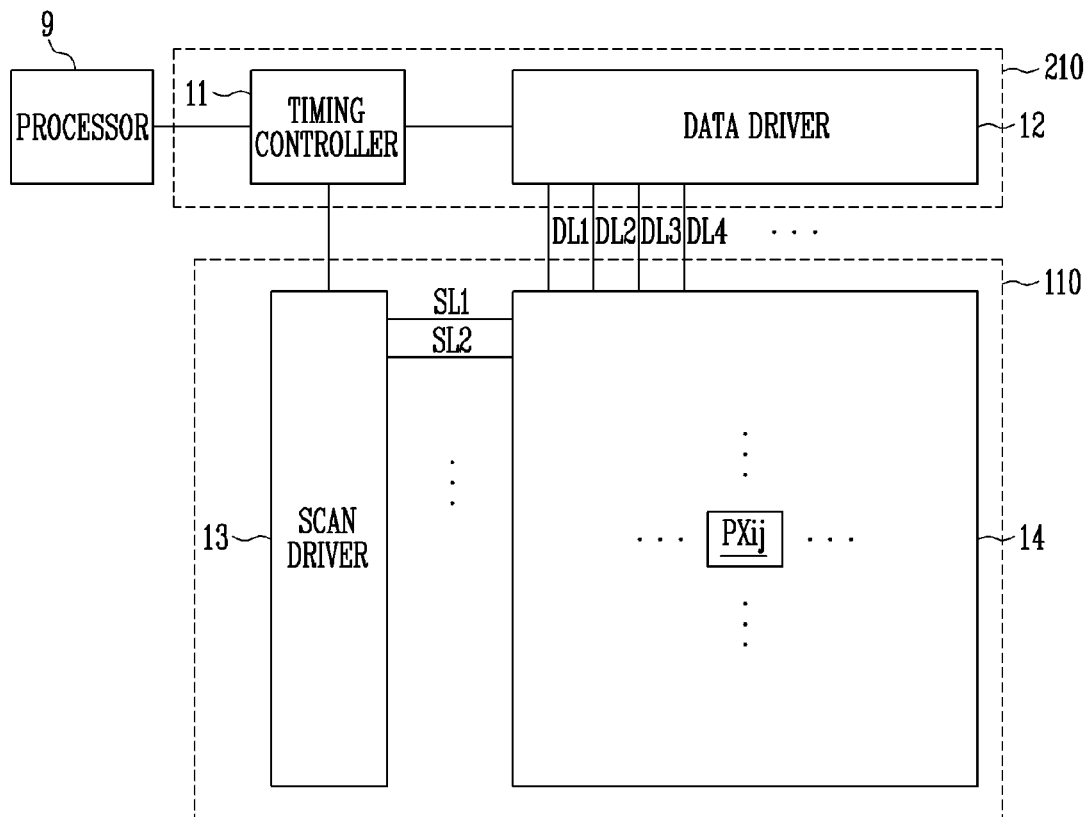 9
210
11
PROCESSOR
TIMING
CONTROLLER
DATA DRIVER
12
DL1 DL2 DL3 DL4 . . .
110
SL1
SL2
13
SCAN
DRIVER
. . . PXij . . .
14